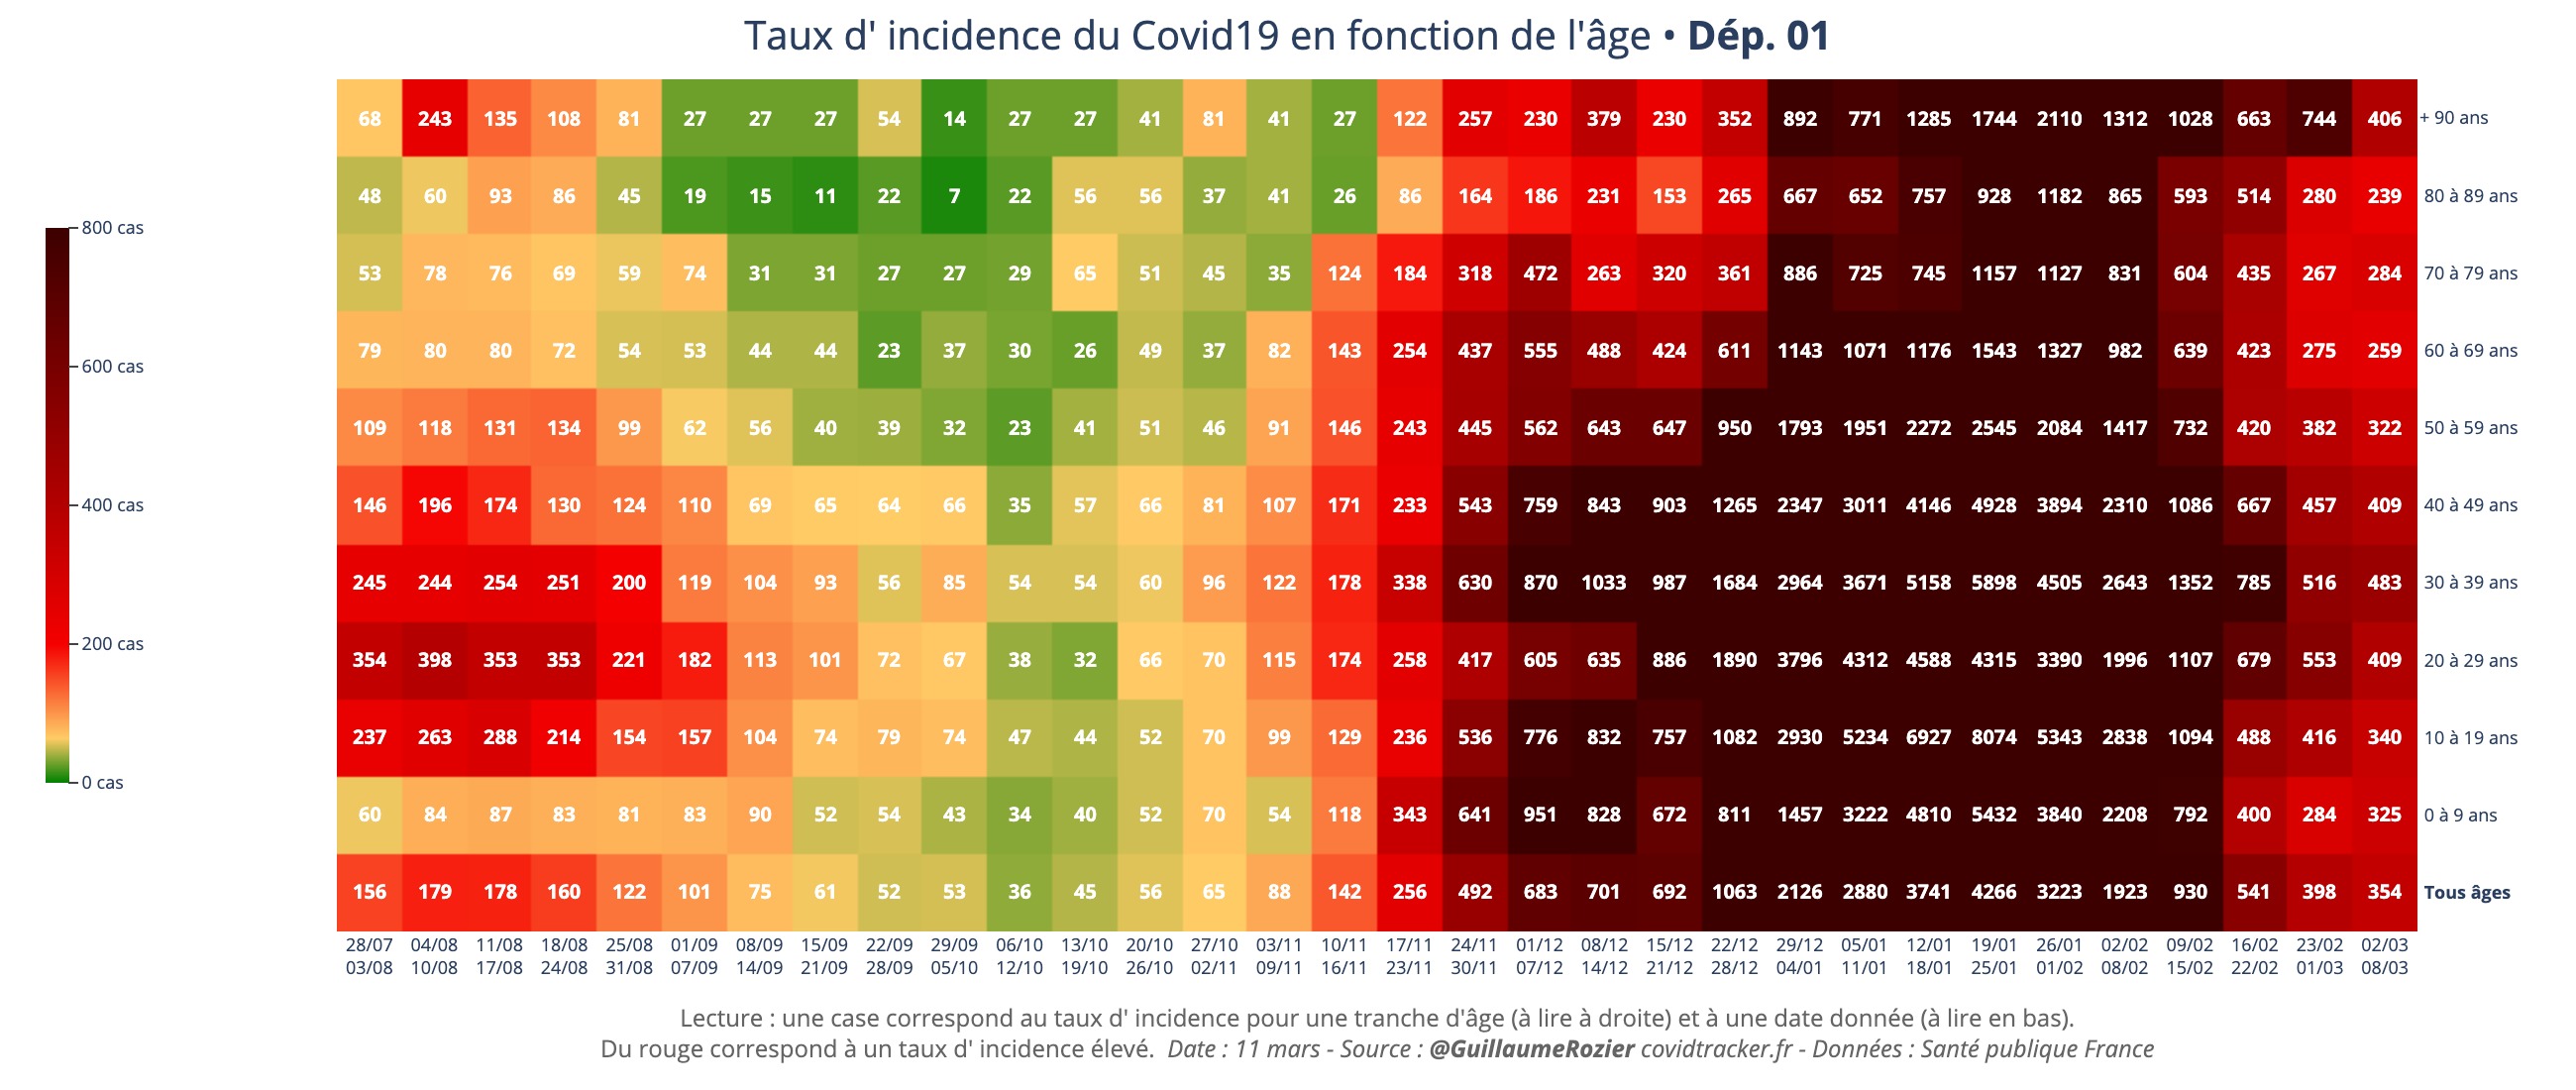 Taux d' incidence du Covid19 en fonction de l'âge • Dép. 01
800 cas
600 cas
400 cas
200 cas
0 cas
68 243 135 108 81 27 27 27 54 14 27 27 41 81 41 27 122 257 230 379 230 352 892 771 1285 1744 2110 1312 1028 663 744 406 + 90 ans
48 60 93 86 45 19 15 11 22 7 22 56 56 37 41 26 86 164 186 231 153 265 667 652 757 928 1182 865 593 514 280 239 80 à 89 ans
53 78 76 69 59 74 31 31 27 27 29 65 51 45 35 124 184 318 472 263 320 361 886 725 745 1157 1127 831 604 435 267 284 70 à 79 ans
79 80 80 72 54 53 44 44 23 37 30 26 49 37 82 143 254 437 555 488 424 611 1143 1071 1176 1543 1327 982 639 423 275 259 60 à 69 ans
109 118 131 134 99 62 56 40 39 32 23 41 51 46 91 146 243 445 562 643 647 950 1793 1951 2272 2545 2084 1417 732 420 382 322 50 à 59 ans
146 196 174 130 124 110 69 65 64 66 35 57 66 81 107 171 233 543 759 843 903 1265 2347 3011 4146 4928 3894 2310 1086 667 457 409 40 à 49 ans
245 244 254 251 200 119 104 93 56 85 54 54 60 96 122 178 338 630 870 1033 987 1684 2964 3671 5158 5898 4505 2643 1352 785 516 483 30 à 39 ans
354 398 353 353 221 182 113 101 72 67 38 32 66 70 115 174 258 417 605 635 886 1890 3796 4312 4588 4315 3390 1996 1107 679 553 409 20 à 29 ans
237 263 288 214 154 157 104 74 79 74 47 44 52 70 99 129 236 536 776 832 757 1082 2930 5234 6927 8074 5343 2838 1094 488 416 340 10 à 19 ans
60 84 87 83 81 83 90 52 54 43 34 40 52 70 54 118 343 641 951 828 672 811 1457 3222 4810 5432 3840 2208 792 400 284 325 0 à 9 ans
156 179 178 160 122 101 75 61 52 53 36 45 56 65 88 142 256 492 683 701 692 1063 2126 2880 3741 4266 3223 1923 930 541 398 354 Tous âges
28/07 04/08 11/08 18/08 25/08 01/09 08/09 15/09 22/09 29/09 06/10 13/10 20/10 27/10 03/11 10/11 17/11 24/11 01/12 08/12 15/12 22/12 29/12 05/01 12/01 19/01 26/01 02/02 09/02 16/02 23/02 02/03
03/08 10/08 17/08 24/08 31/08 07/09 14/09 21/09 28/09 05/10 12/10 19/10 26/10 02/11 09/11 16/11 23/11 30/11 07/12 14/12 21/12 28/12 04/01 11/01 18/01 25/01 01/02 08/02 15/02 22/02 01/03 08/03
Lecture : une case correspond au taux d' incidence pour une tranche d'âge (à lire à droite) et à une date donnée (à lire en bas).
Du rouge correspond à un taux d' incidence élevé. Date : 11 mars - Source : @GuillaumeRozier covidtracker.fr - Données : Santé publique France